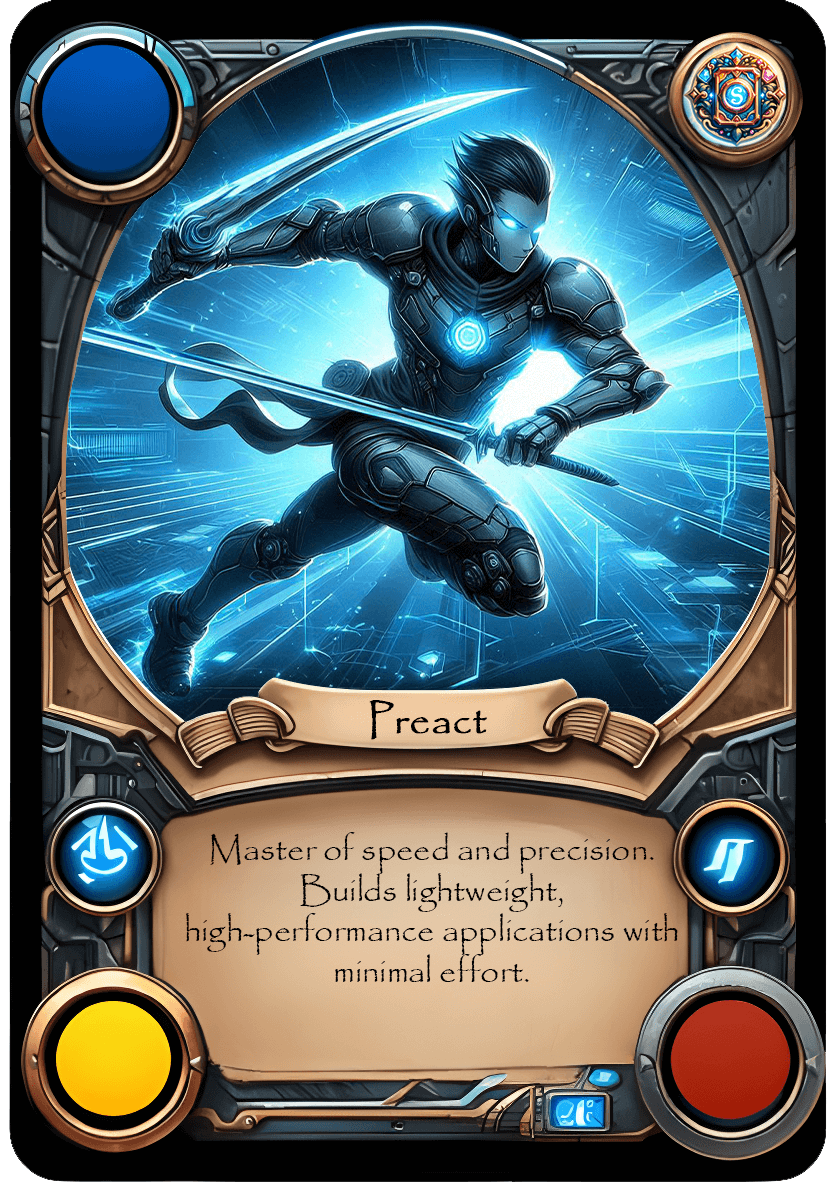 S
Preact
Master of speed and precision.
Builds lightweight,
high-performance applications with
minimal effort.